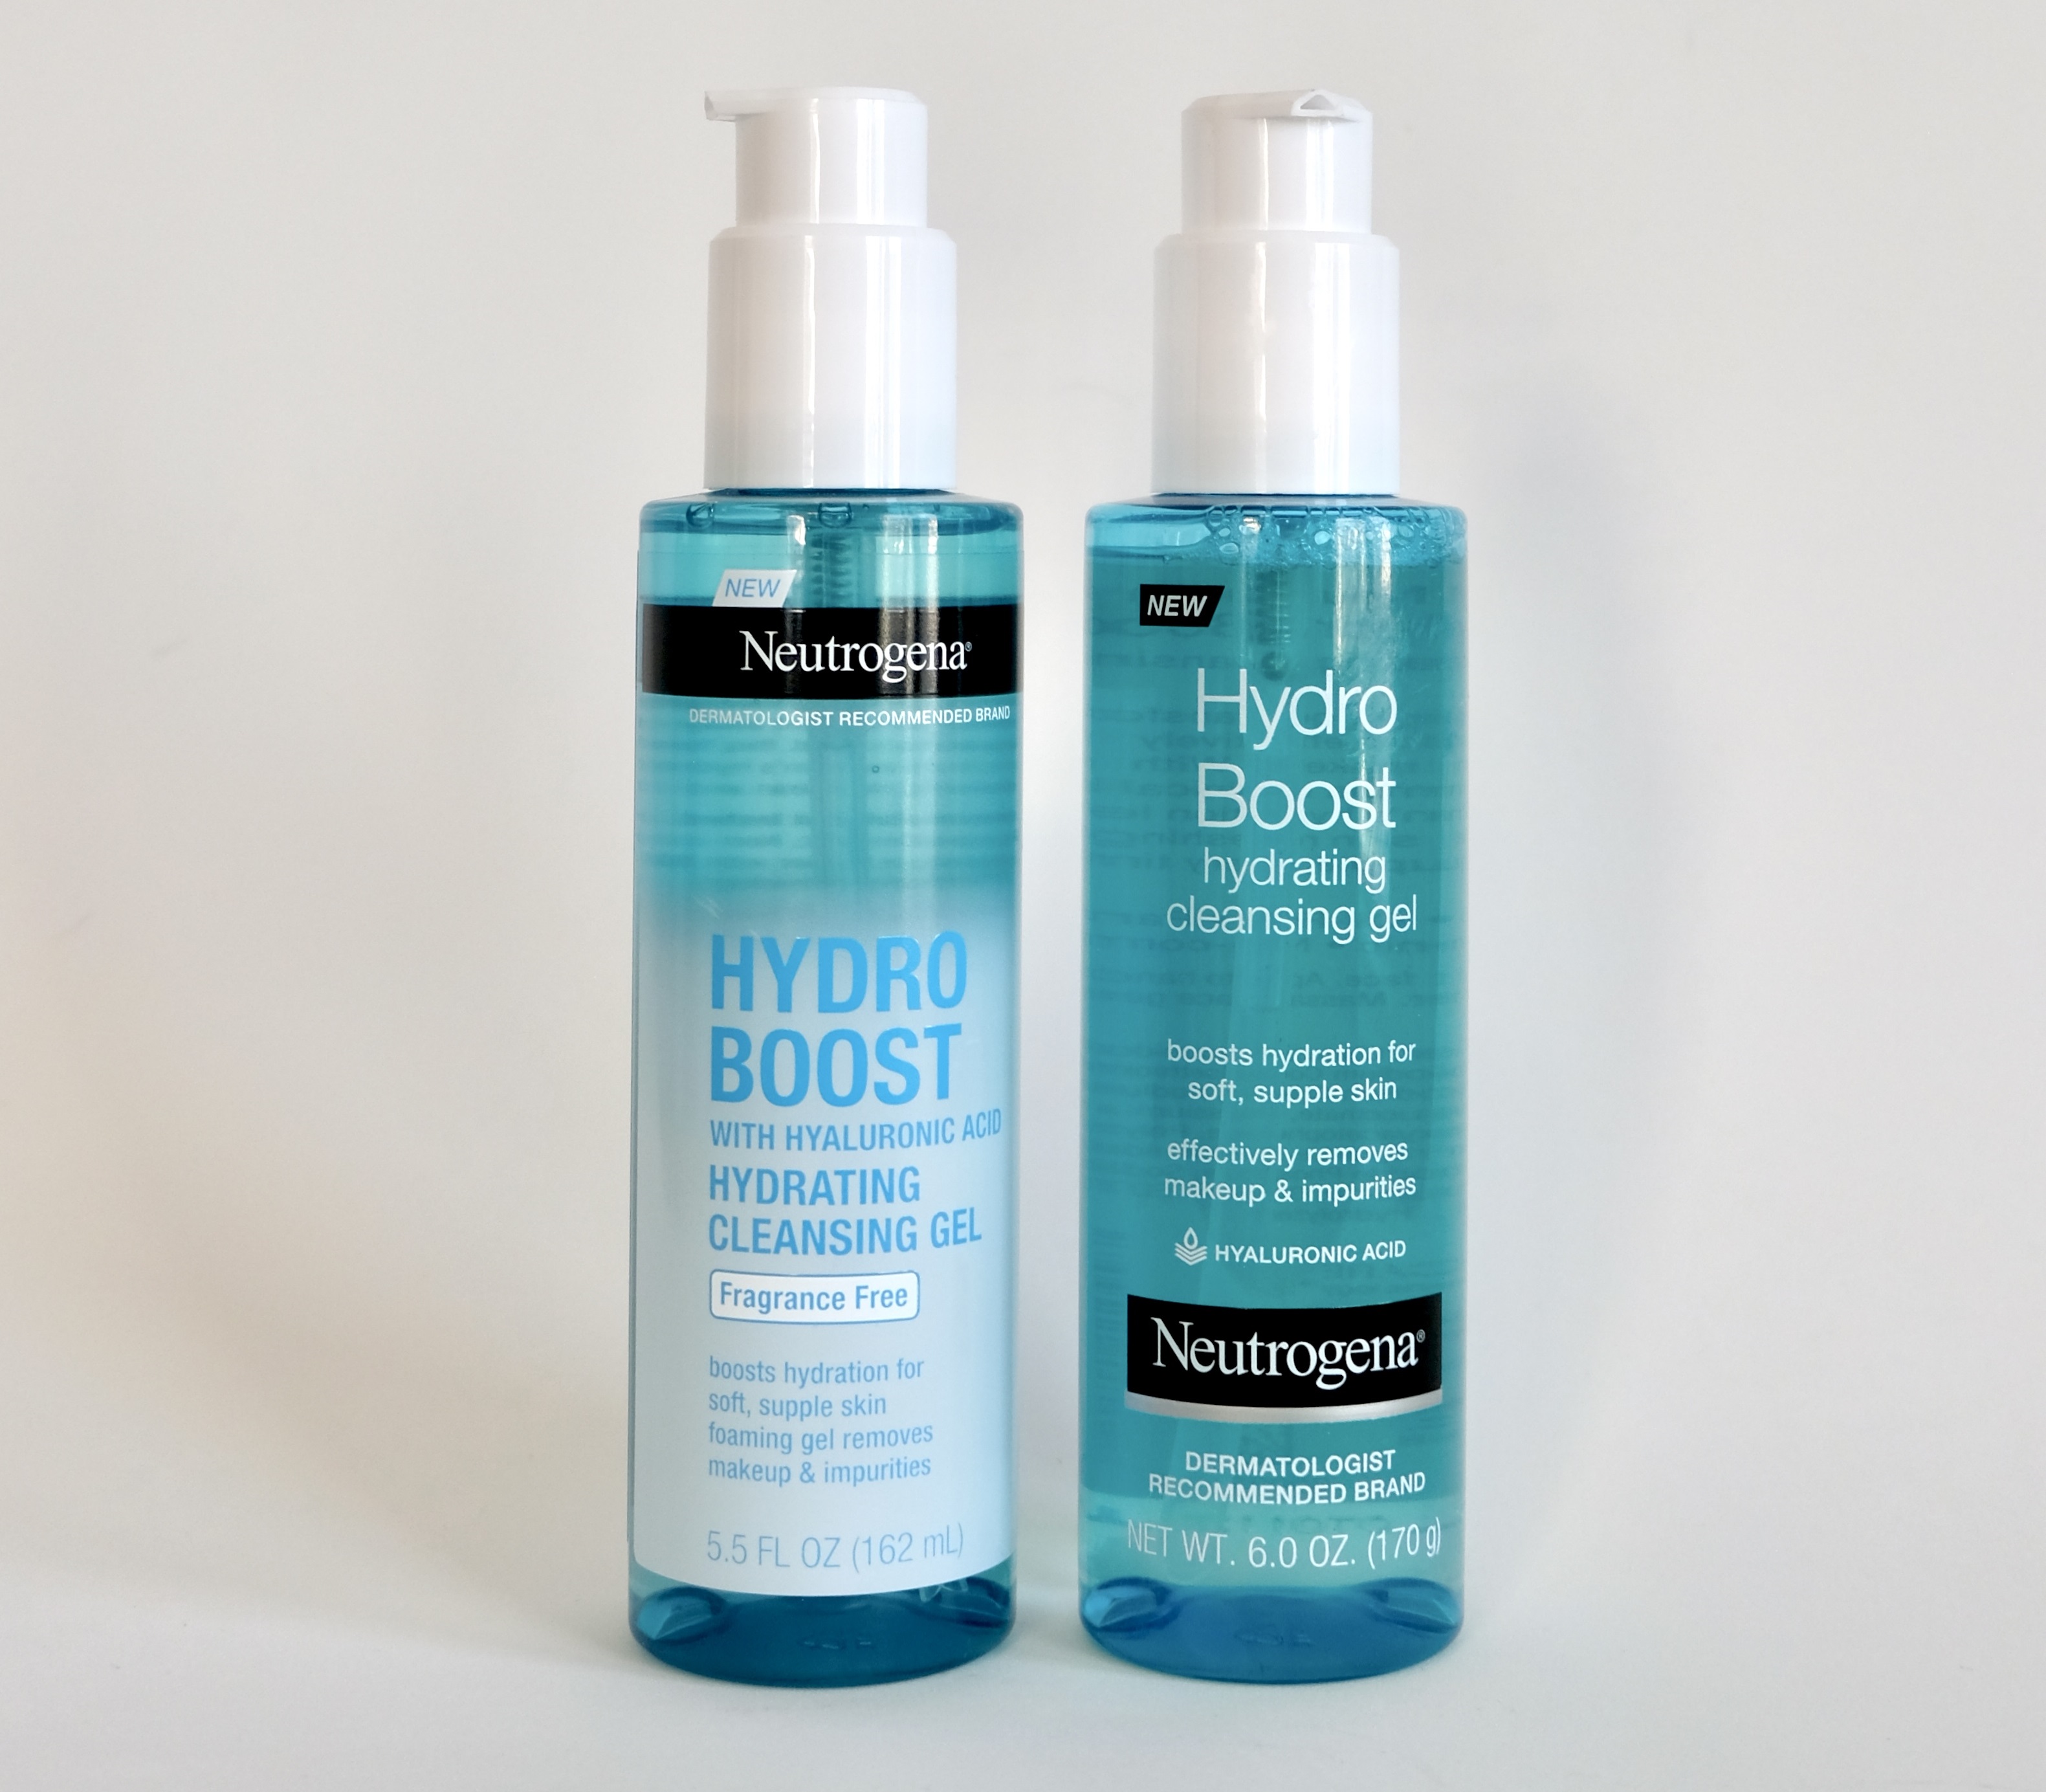 NEW
Neutrogena®
DERMATOLOGIST RECOMMENDED BRAND
HYDRO
BOOST
WITH HYALURONIC ACID
HYDRATING
CLEANSING GEL
Fragrance Free
boosts hydration for
soft, supple skin
foaming gel removes
makeup & impurities
5.5 FL OZ (162 mL)
NEW
Hydro
Boost
hydrating
cleansing gel
boosts hydration for
soft, supple skin
effectively removes
makeup & impurities
HYALURONIC ACID
Neutrogena®
DERMATOLOGIST
RECOMMENDED BRAND
NET WT. 6.0 OZ. (170 g)